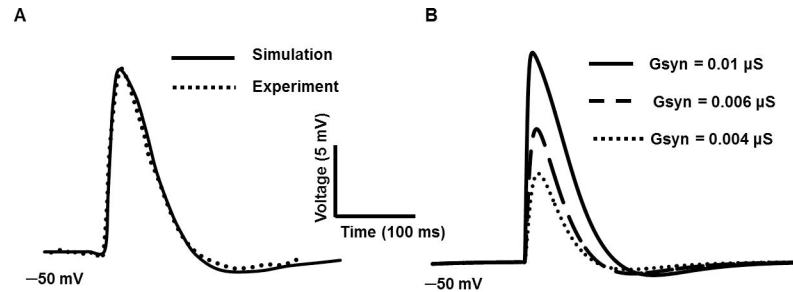 A
Simulation
Experiment
Voltage (5 mV)
Time (100 ms)
−50 mV
B
Gsyn = 0.01 µS
Gsyn = 0.006 µS
Gsyn = 0.004 µS
−50 mV